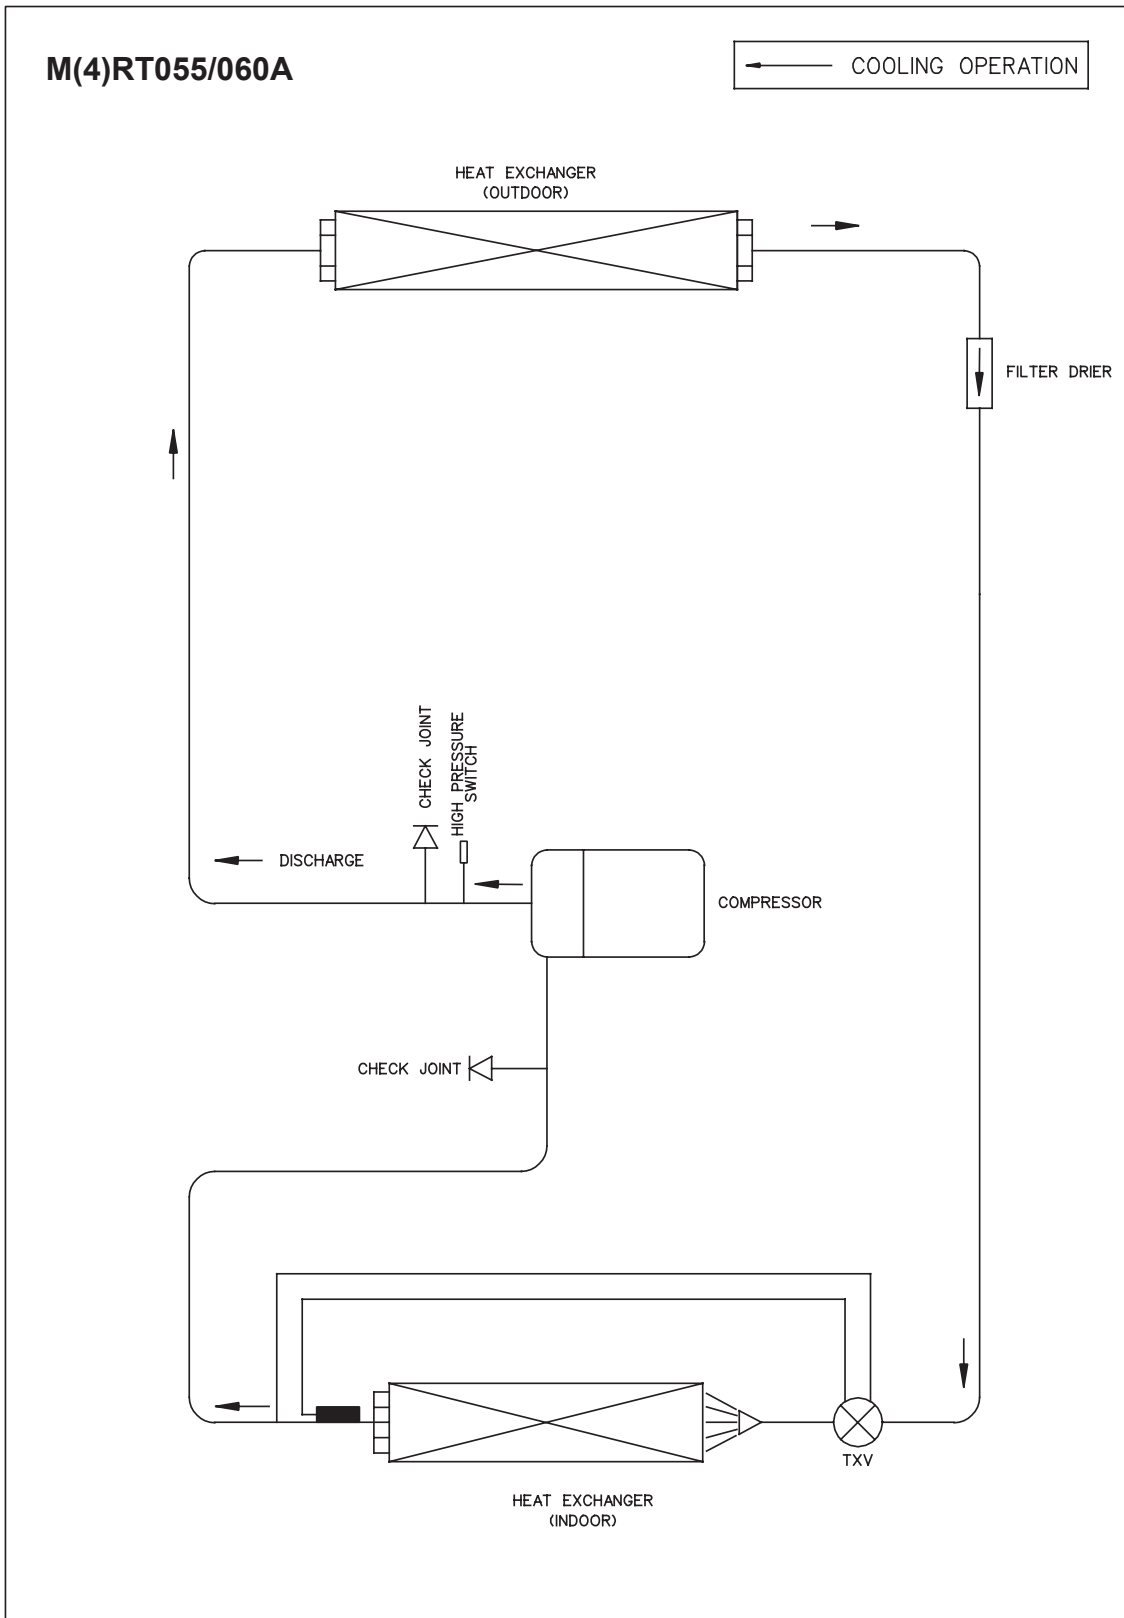 M(4)RT055/060A
COOLING OPERATION
HEAT EXCHANGER
(OUTDOOR)
FILTER DRIER
CHECK JOINT
HIGH PRESSURE
SWITCH
DISCHARGE
COMPRESSOR
CHECK JOINT
TXV
HEAT EXCHANGER
(INDOOR)